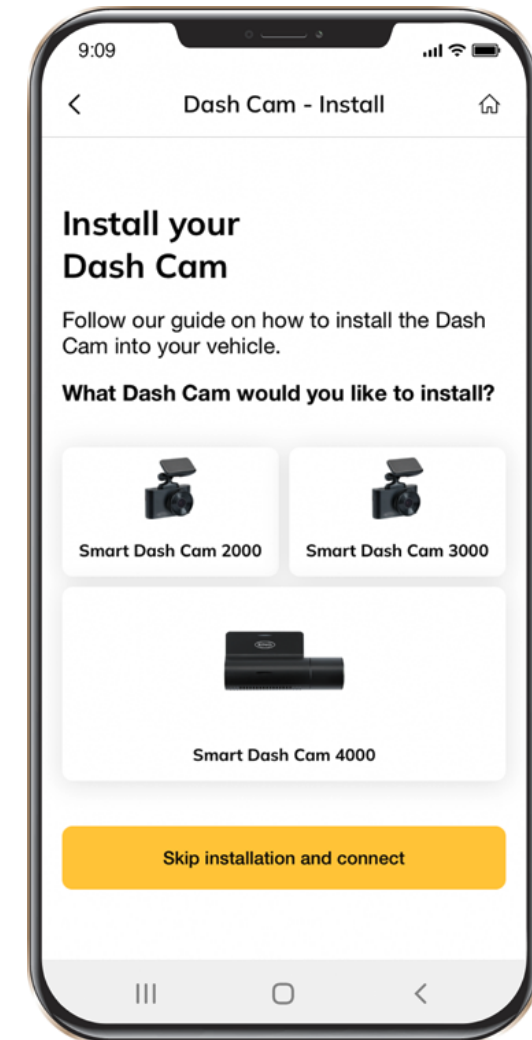 9:09
Dash Cam - Install
Install your
Dash Cam
Follow our guide on how to install the Dash
Cam into your vehicle.
What Dash Cam would you like to install?
Smart Dash Cam 2000
Smart Dash Cam 3000
Smart Dash Cam 4000
Skip installation and connect